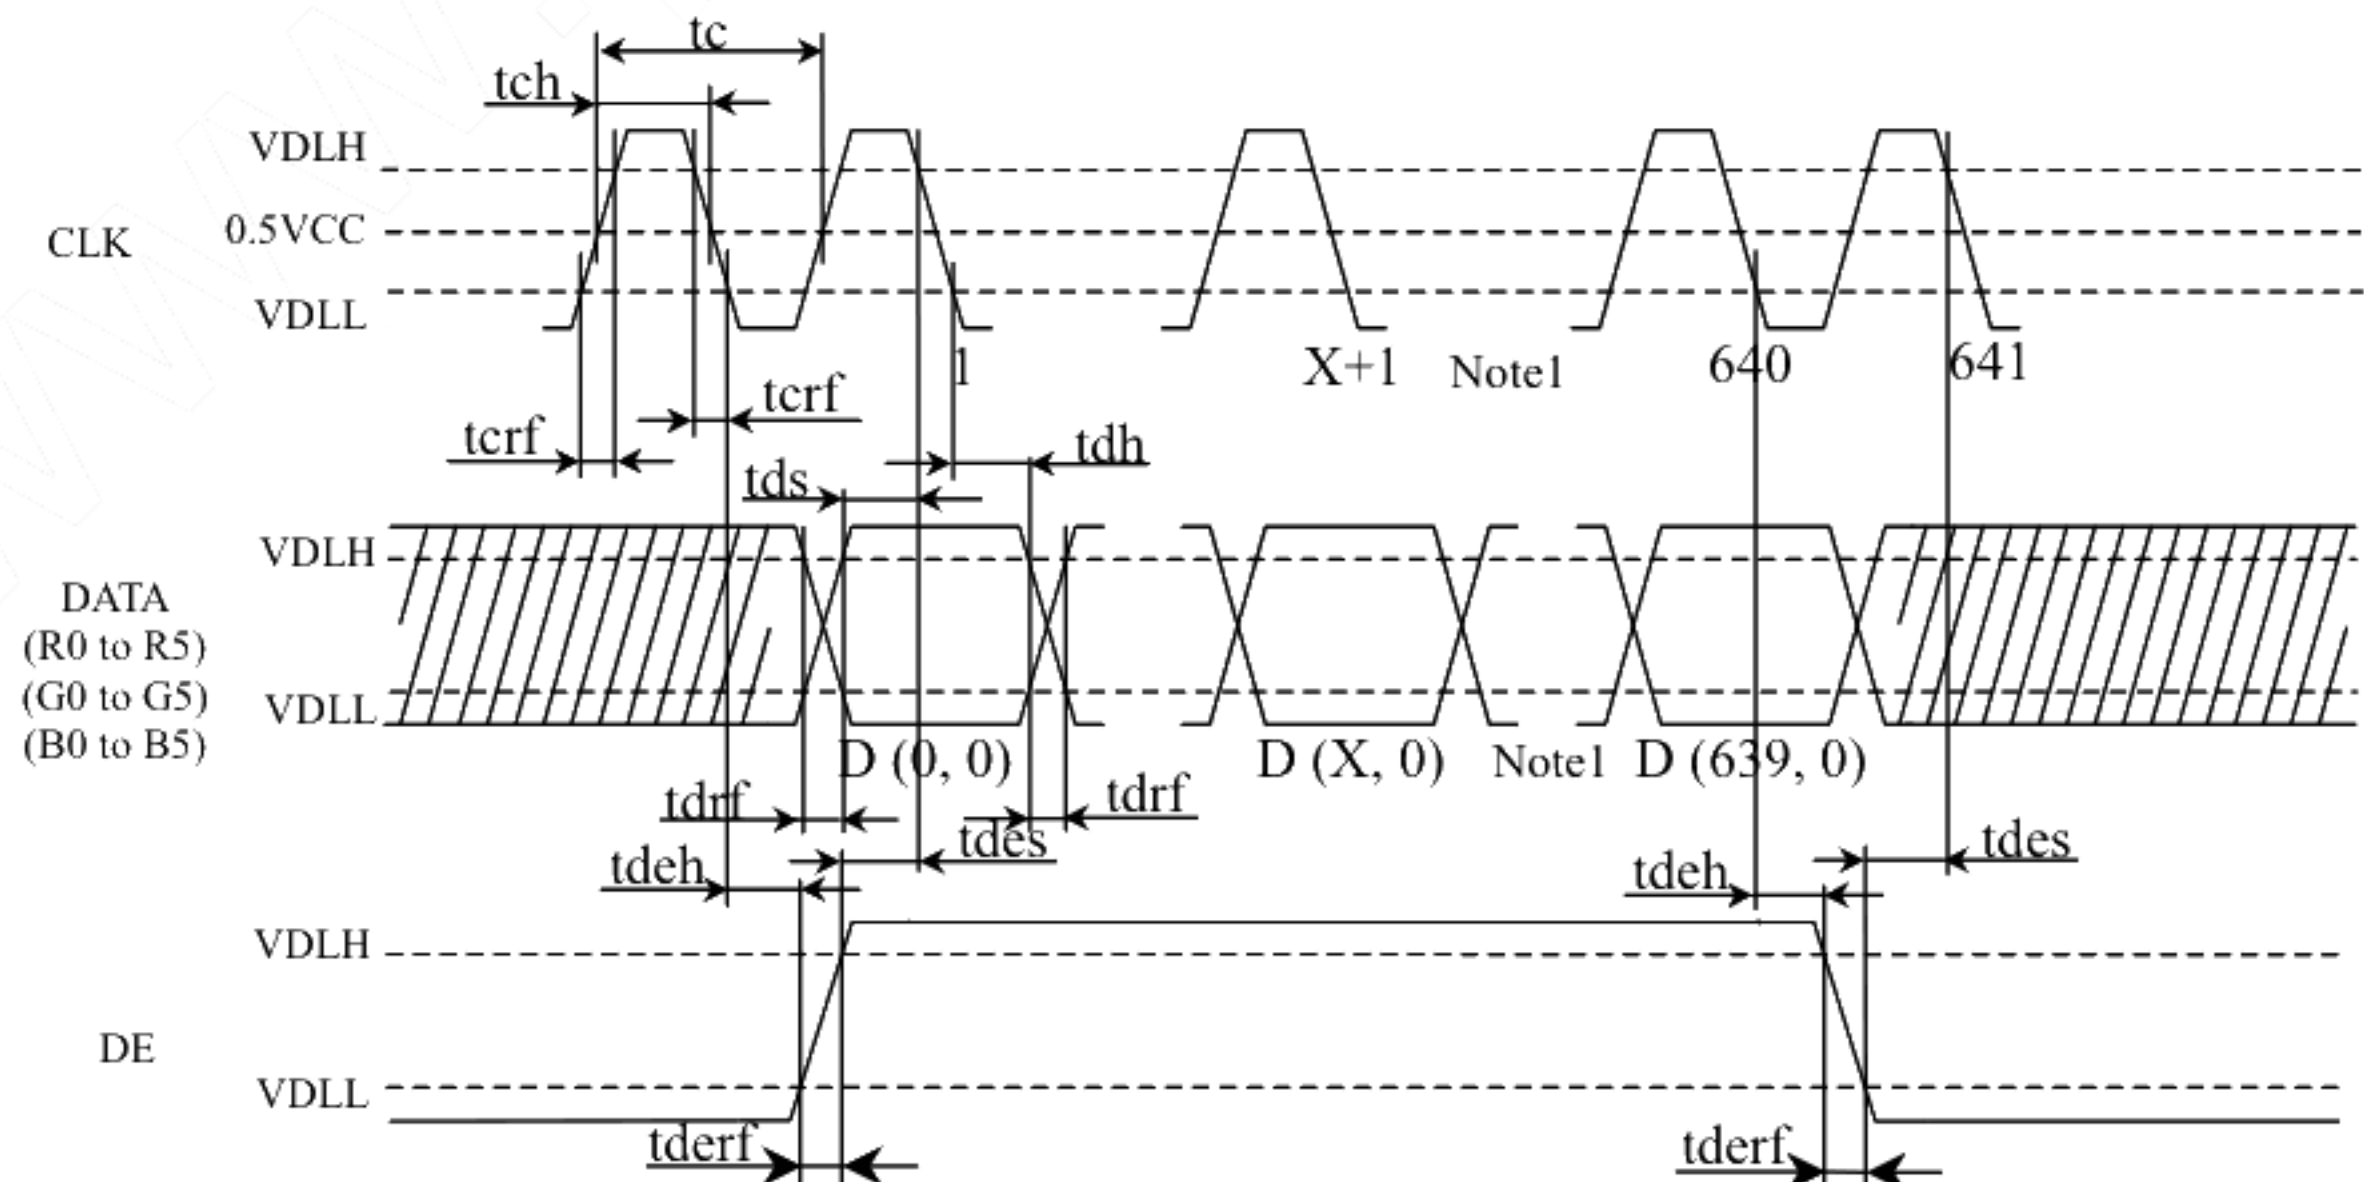 tc
tch
VDLH
0.5VCC
CLK
VDLL
1
X+1
Note1
640
641
tcrf
tcrf
tdh
tds
VDLH
DATA
(R0 to R5)
(G0 to G5)
VDLL
(B0 to B5)
D (0, 0)
D (X, 0)
Note1
D (639, 0)
tdrf
tdrf
tdes
tdes
tdeh
tdeh
VDLH
DE
VDLL
tderf
tderf